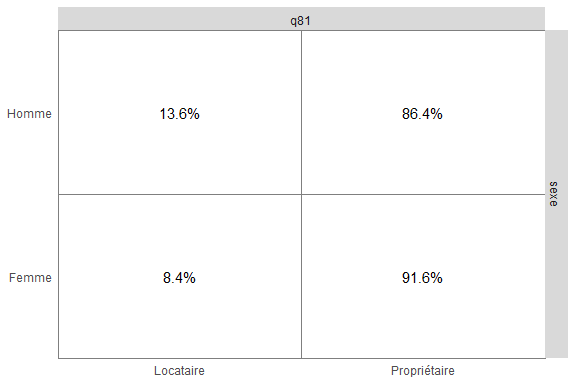 q81
Homme 13.6% 86.4%
sexe
Femme 8.4% 91.6%
Locataire Propriétaire